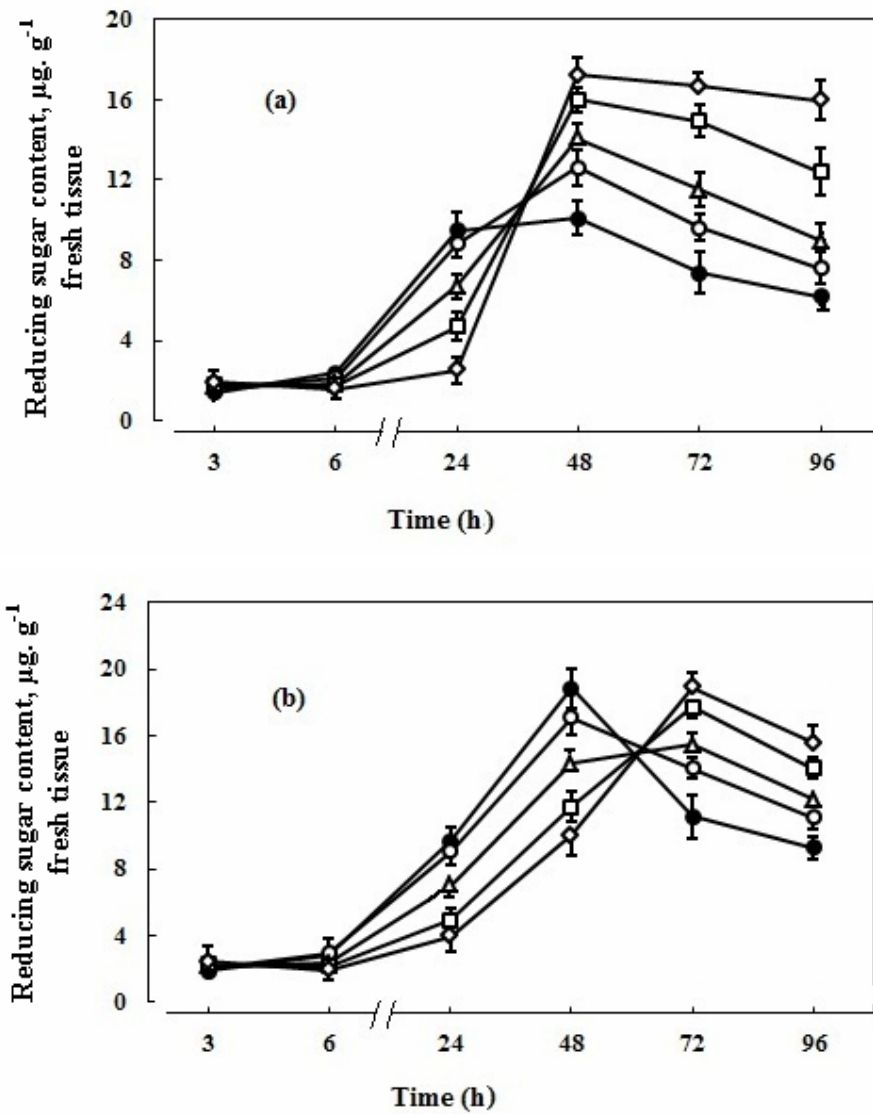 20
16
12
8
4
0
(a)
Reducing sugar content, µg. g-1
fresh tissue
3 6 24 48 72 96
Time (h)
24
20
16
12
8
4
0
(b)
Reducing sugar content, µg. g-1
fresh tissue
3 6 24 48 72 96
Time (h)